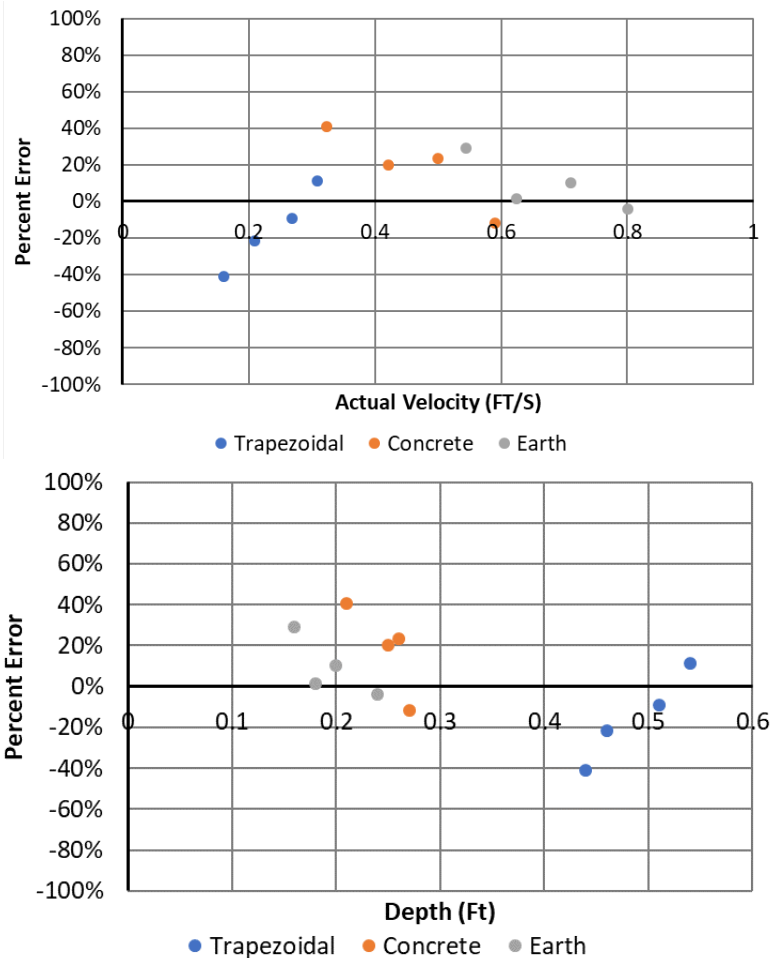 100%
80%
60%
40%
20%
0%
-20%
-40%
-60%
-80%
-100%
Percent Error
0 0.2 0.4 0.6 0.8 1
Actual Velocity (FT/S)
Trapezoidal Concrete Earth
100%
80%
60%
40%
20%
0%
-20%
-40%
-60%
-80%
-100%
Percent Error
0 0.1 0.2 0.3 0.4 0.5 0.6
Depth (Ft)
Trapezoidal Concrete Earth